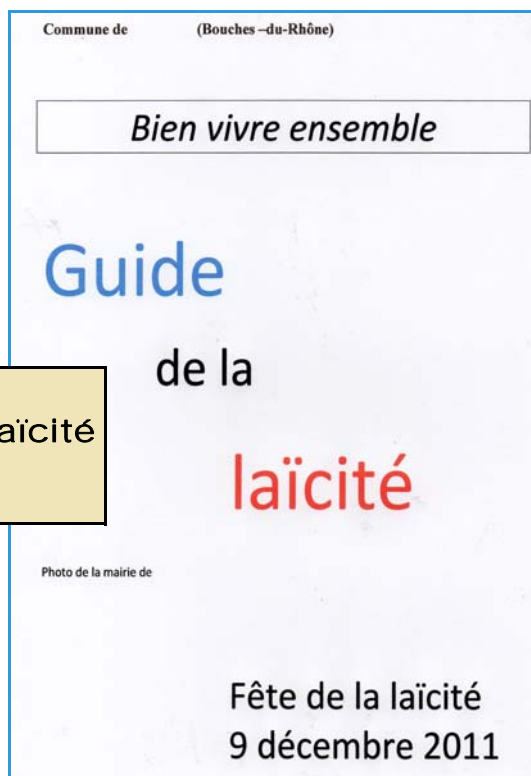 Commune de (Bouches –du-Rhône)
Bien vivre ensemble
Guide
de la
aïcité
laïcité
Photo de la mairie de
Fête de la laïcité
9 décembre 2011